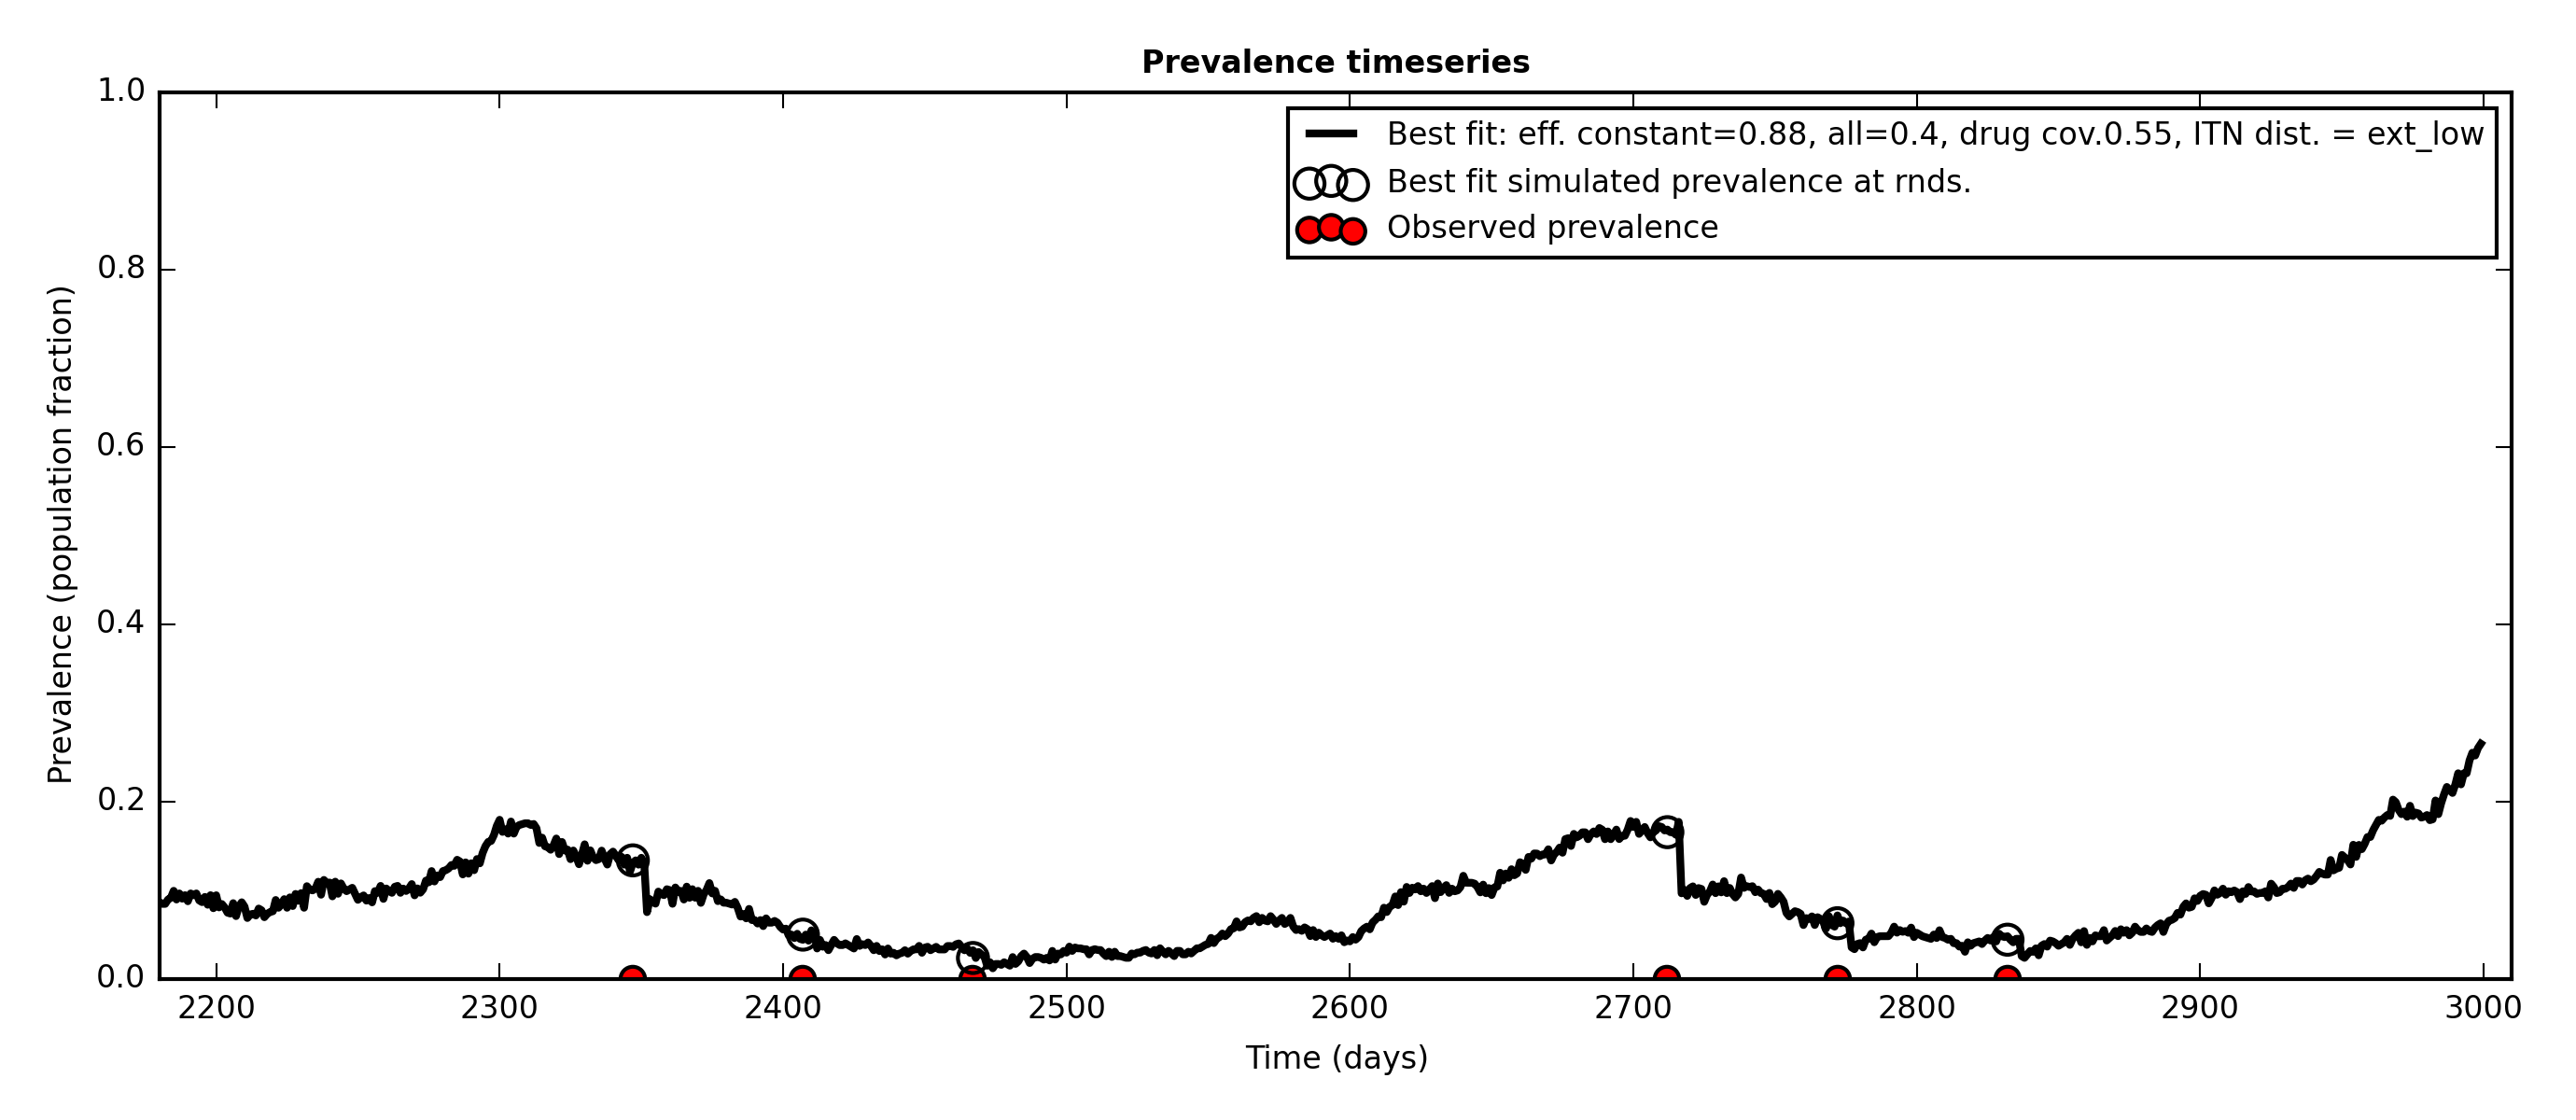 Prevalence timeseries
1.0
0.8
0.6
0.4
0.2
0.0
Prevalence (population fraction)
Best fit: eff. constant=0.88, all=0.4, drug cov.0.55, ITN dist. = ext_low
Best fit simulated prevalence at rnds.
Observed prevalence
2200 2300 2400 2500 2600 2700 2800 2900 3000
Time (days)